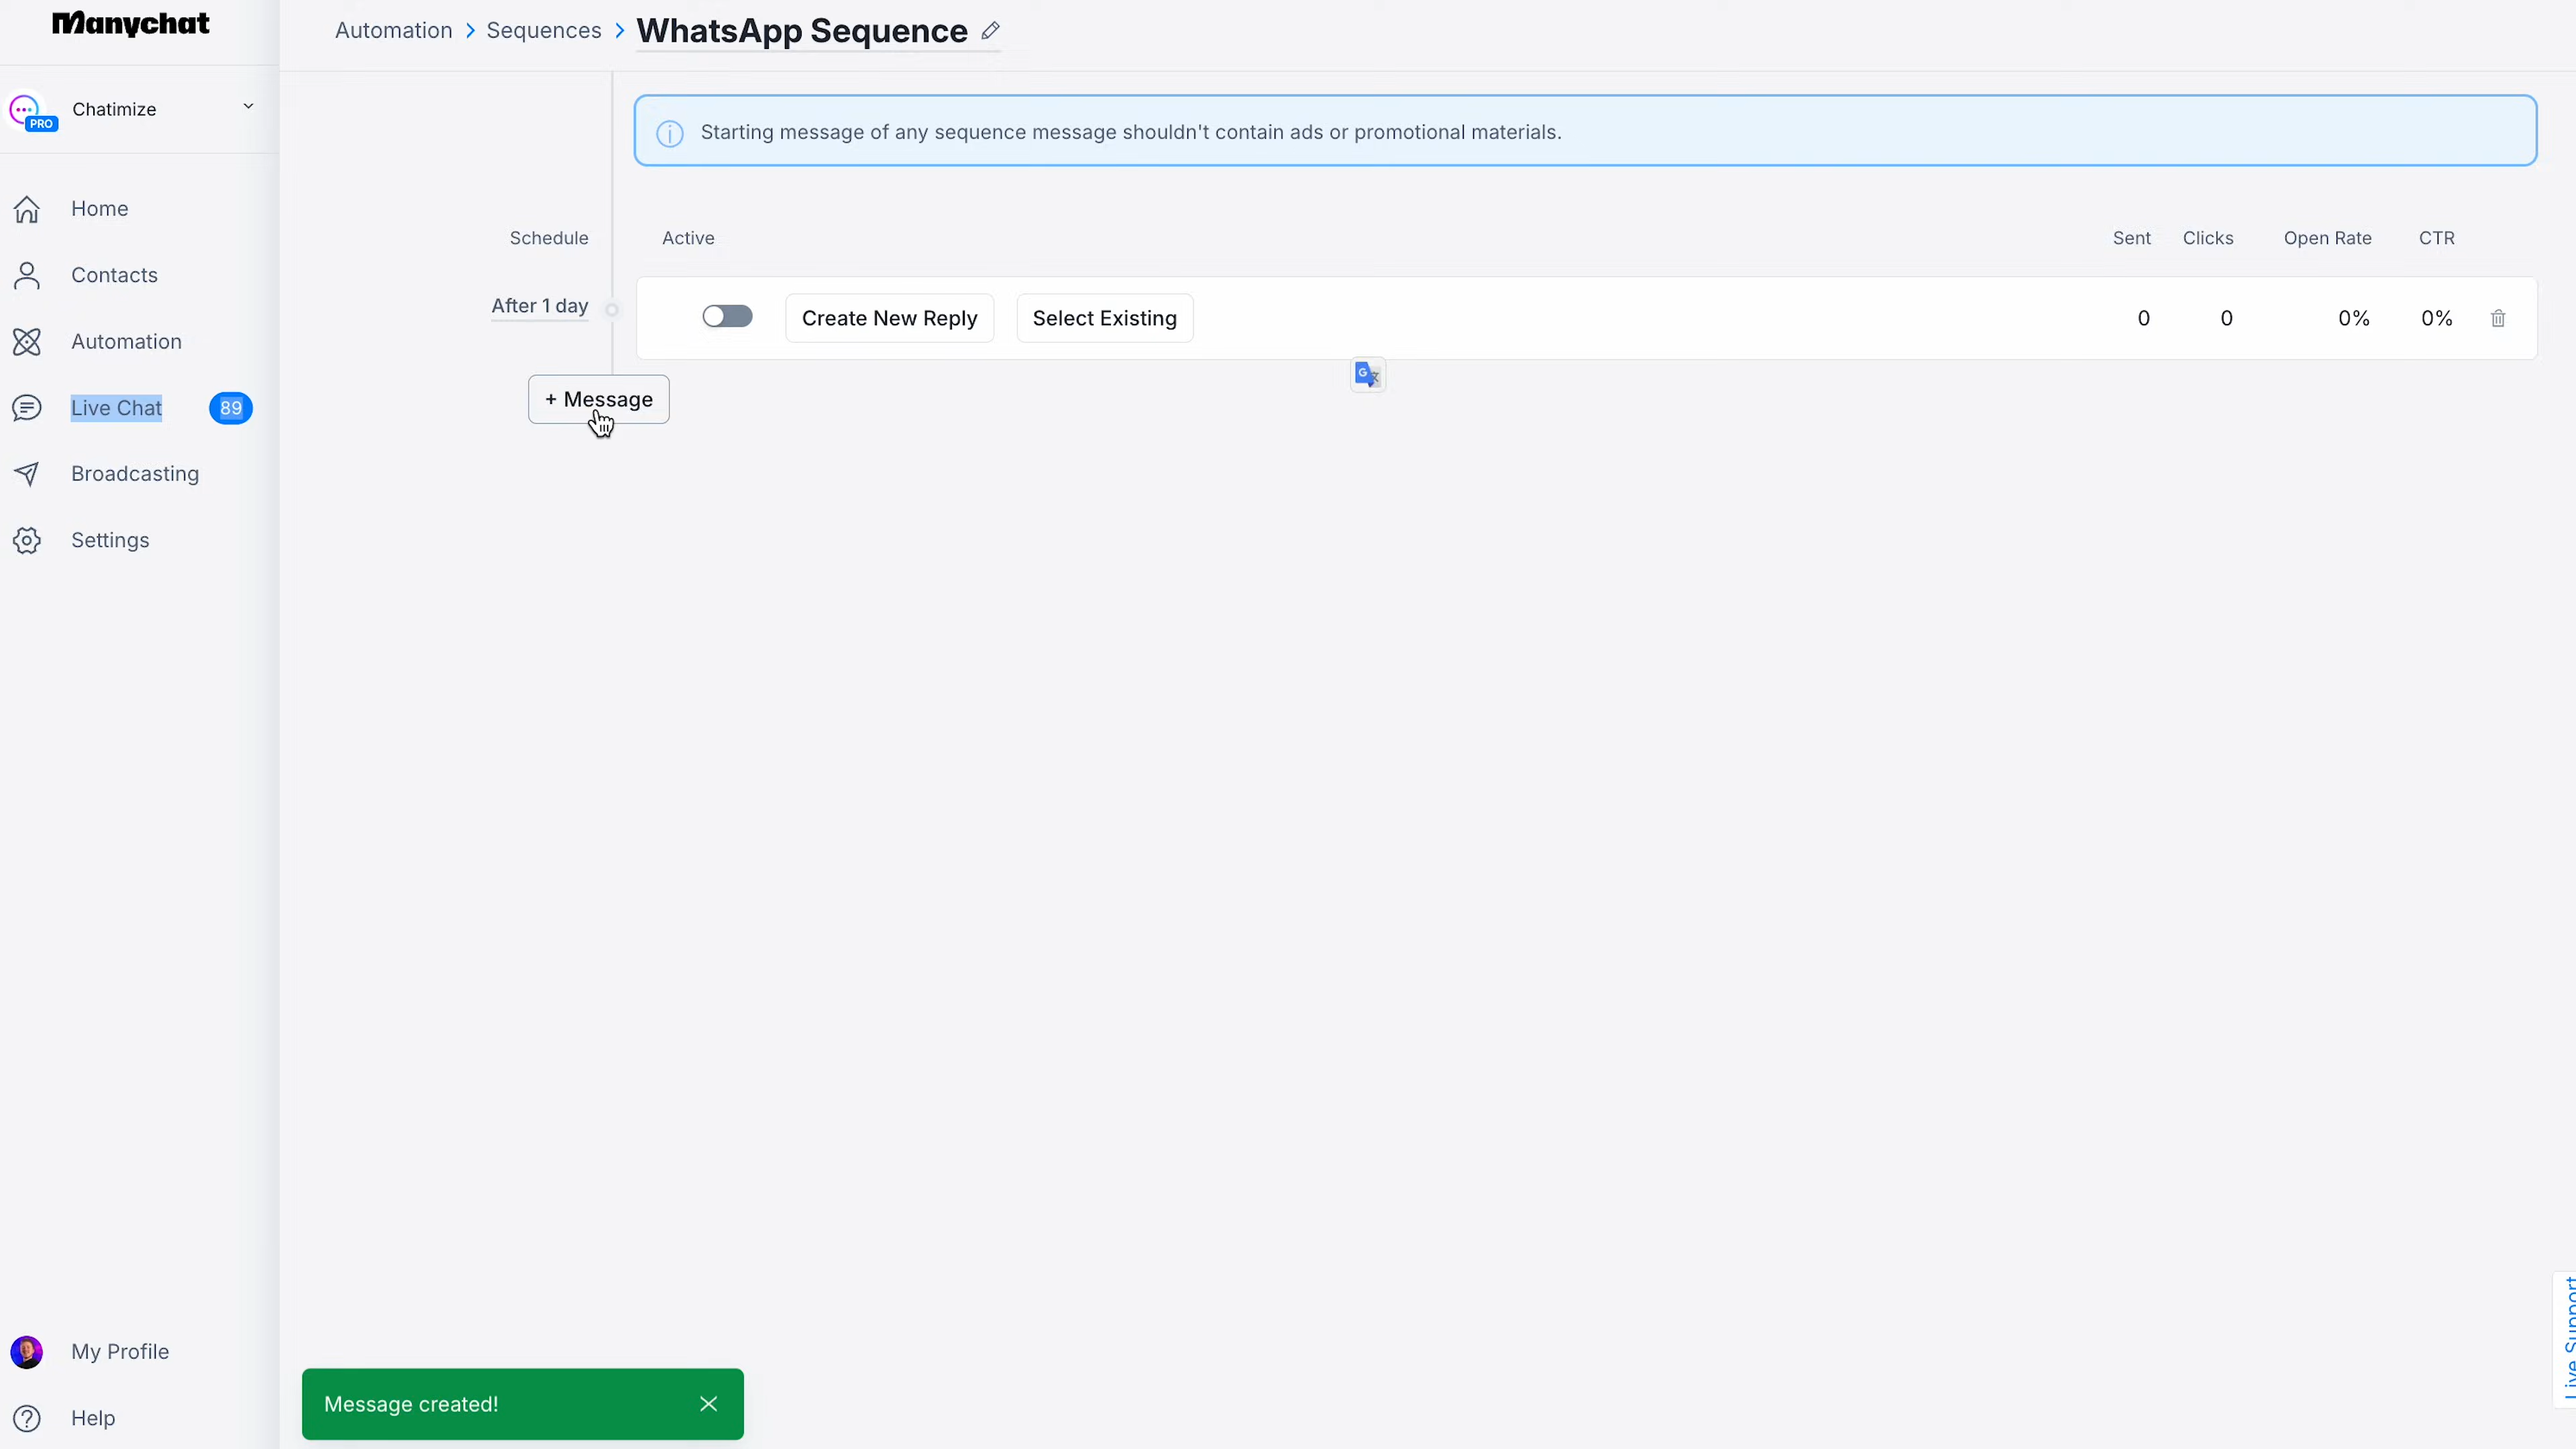 Manychat
Automation > Sequences > WhatsApp Sequence
PRO
Chatimize
Starting message of any sequence message shouldn't contain ads or promotional materials.
Home
Schedule Active Sent Clicks Open Rate CTR
Contacts
After 1 day Create New Reply Select Existing 0 0 0% 0%
Automation
+ Message
Live Chat 89
Broadcasting
Settings
Live Support
My Profile
Message created!
Help